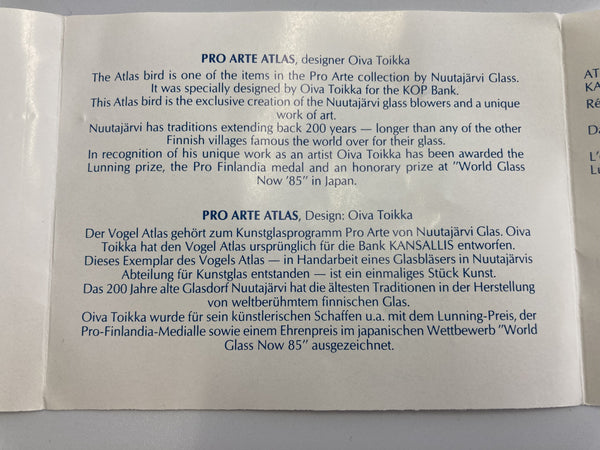 PRO ARTE ATLAS, designer Oiva Toikka
The Atlas bird is one of the items in the Pro Arte collection by Nuutajärvi Glass.
It was specially designed by Oiva Toikka for the KOP Bank.
This Atlas bird is the exclusive creation of the Nuutajärvi glass blowers and a unique
work of art.
Nuutajärvi has traditions extending back 200 years — longer than any of the other
Finnish villages famous the world over for their glass.
In recognition of his unique work as an artist Oiva Toikka has been awarded the
Lunning prize, the Pro Finlandia medal and an honorary prize at "World Glass
Now '85" in Japan.
PRO ARTE ATLAS, Design: Oiva Toikka
Der Vogel Atlas gehört zum Kunstglasprogramm Pro Arte von Nuutajärvi Glas. Oiva
Toikka hat den Vogel Atlas ursprünglich für die Bank KANSALLIS entworfen.
Dieses Exemplar des Vogels Atlas — in Handarbeit eines Glasbläsers in Nuutajärvis
Abteilung für Kunstglas entstanden — ist ein einmaliges Stück Kunst.
Das 200 Jahre alte Glasdorf Nuutajärvi hat die ältesten Traditionen in der Herstellung
von weltberühmtem finnischen Glas.
Oiva Toikka wurde für sein künstlerischen Schaffen u.a. mit dem Lunning-Preis, der
Pro-Finlandia-Medialle sowie einem Ehrenpreis im japanischen Wettbewerb "World
Glass Now 85" ausgezeichnet.
AT
KA
Ré
Da
L'
Lu